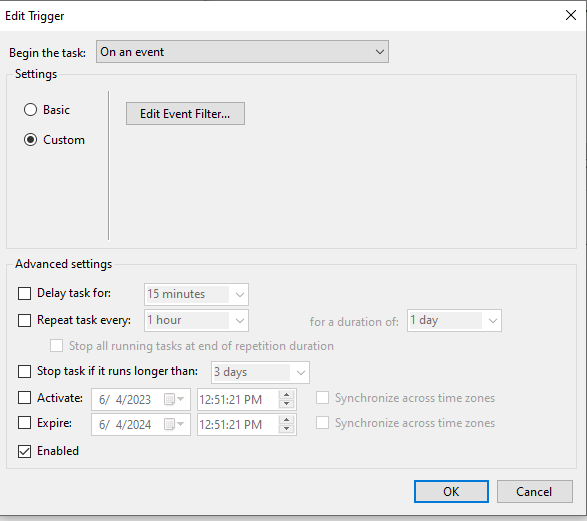 Edit Trigger
Begin the task: On an event
Settings
Basic
Edit Event Filter...
Custom
Advanced settings
Delay task for: 15 minutes
Repeat task every: 1 hour for a duration of: 1 day
Stop all running tasks at end of repetition duration
Stop task if it runs longer than: 3 days
Activate: 6/ 4/2023 12:51:21 PM Synchronize across time zones
Expire: 6/ 4/2024 12:51:21 PM Synchronize across time zones
Enabled
OK Cancel